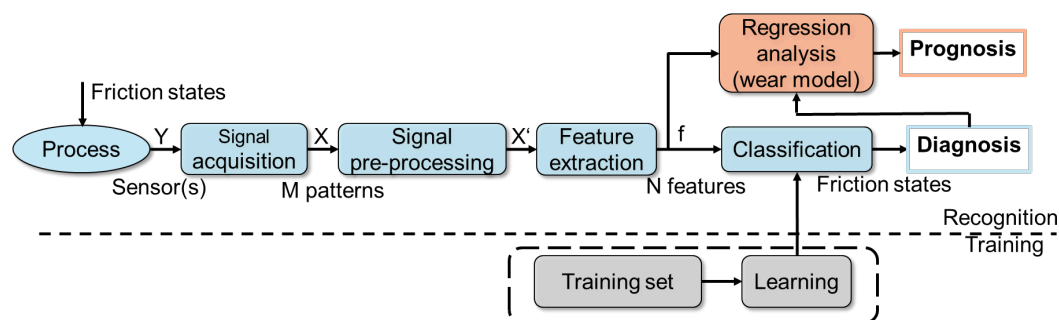 Regression
analysis
(wear model)
Prognosis
Friction states
Process
Y
Sensor(s)
Signal
acquisition
X
M patterns
Signal
pre-processing
X'
Feature
extraction
f
N features
Classification
Friction states
Diagnosis
Recognition
Training
Training set
Learning